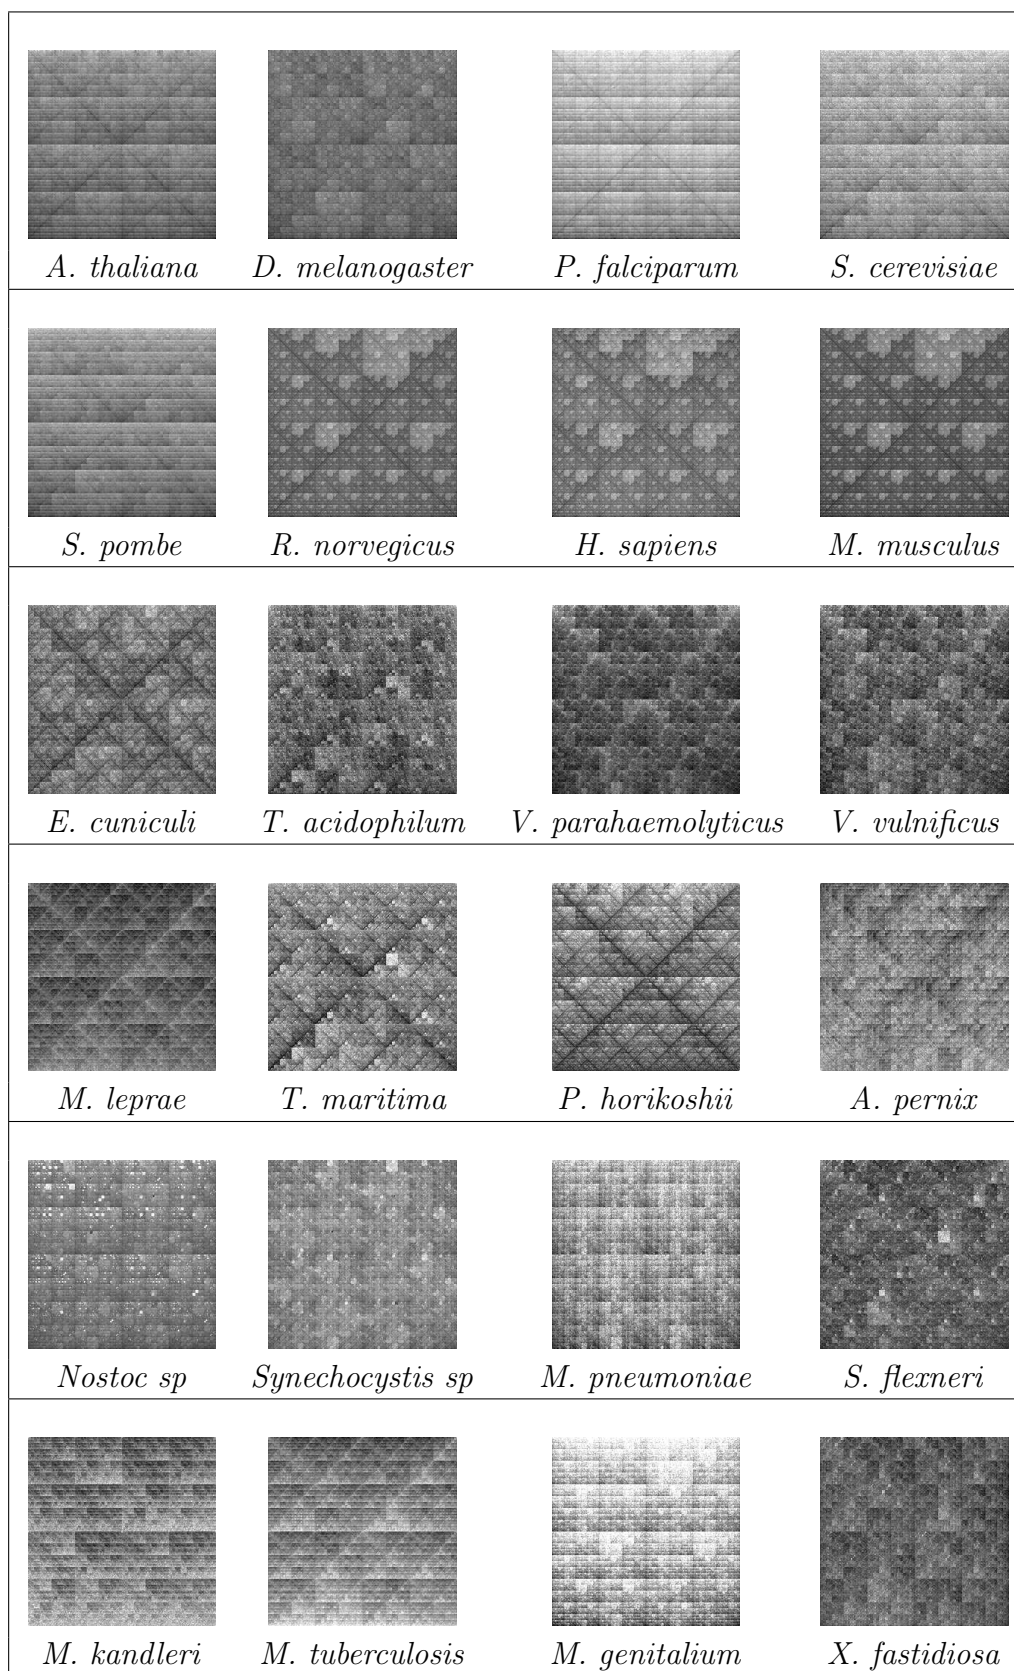 A. thaliana D. melanogaster P. falciparum S. cerevisiae
S. pombe R. norvegicus H. sapiens M. musculus
E. cuniculi T. acidophilum V. parahaemolyticus V. vulnificus
M. leprae T. maritima P. horikoshii A. pernix
Nostoc sp Synechocystis sp M. pneumoniae S. flexneri
M. kandleri M. tuberculosis M. genitalium X. fastidiosa